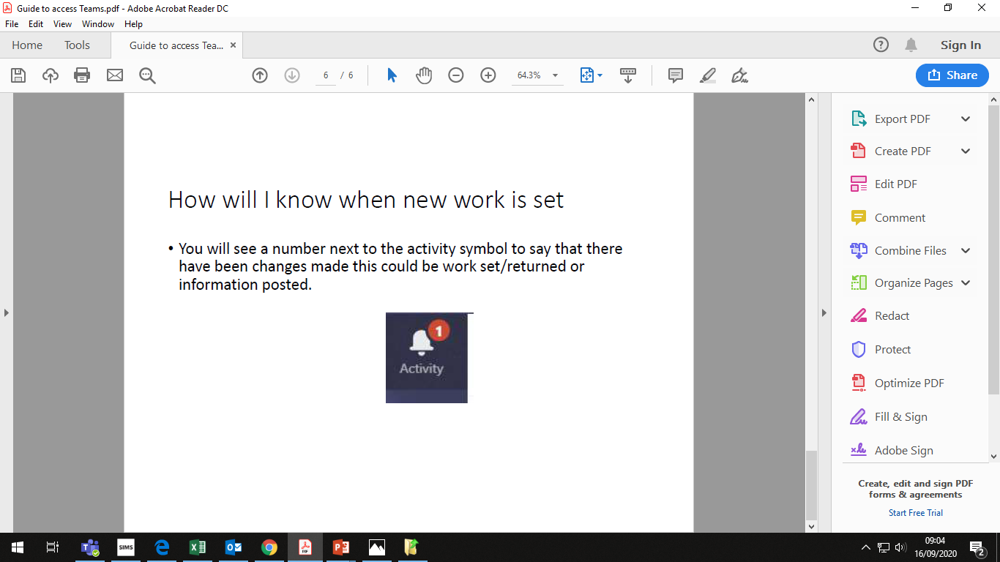 Guide to access Teams.pdf - Adobe Acrobat Reader DC
File Edit View Window Help
Home Tools Guide to access Tea... × Sign In
6 / 6 64.3% Share
How will I know when new work is set
• You will see a number next to the activity symbol to say that there
have been changes made this could be work set/returned or
information posted.
1
Activity
Export PDF
Create PDF
Edit PDF
Comment
Combine Files
Organize Pages
Redact
Protect
Optimize PDF
Fill & Sign
Adobe Sign
Create, edit and sign PDF
forms & agreements
Start Free Trial
SIMS
09:04
16/09/2020
2